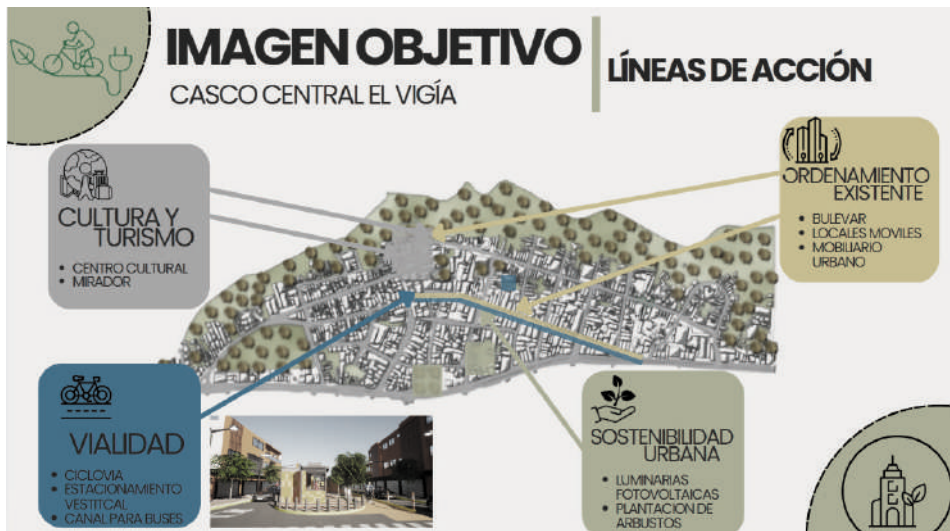 IMAGEN OBJETIVO
CASCO CENTRAL EL VIGÍA
LÍNEAS DE ACCIÓN
CULTURA Y
TURISMO
• CENTRO CULTURAL
• MIRADOR
ORDENAMIENTO
EXISTENTE
• BULEVAR
• LOCALES MOVILES
• MOBILIARIO
URBANO
VIALIDAD
• CICLOVIA
• ESTACIONAMIENTO
VESTITCAL
• CANAL PARA BUSES
SOSTENIBILIDAD
URBANA
• LUMINARIAS
FOTOVOLTAICAS
• PLANTACION DE
ARBUSTOS